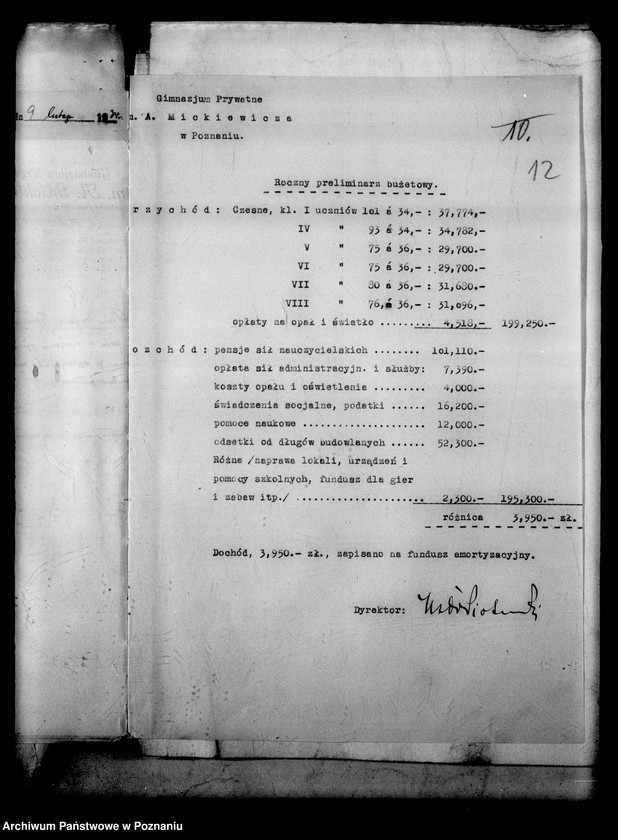 Gimnazjum Prywatne
m. A. Mickiewicza
w Poznaniu.
9 lutego
10.
12
Roczny preliminarz bużetowy.
rzychód: Czesne, kl. I uczniów 101 á 34,- : 37,774,-
IV " 93 á 34,- : 34,782,-
V " 75 á 36,- : 29,700.-
VI " 75 á 36,- : 29,700.-
VII " 80 á 36,- : 31,680.-
VIII " 76,á 36,- : 31,096,-
opłaty na opał i światło ......... 4,518,- 199,250.-
ozchód: pensje sił nauczycielskich ........ 101,110.-
opłata sił administracyjn. i służby: 7,390.-
koszty opału i oświetlenia ........ 4,000.-
świadczenia socjalne, podatki ...... 16,200.-
pomoce naukowe .................... 12,000.-
odsetki od długów budowlanych ...... 52,300.-
Różne /naprawa lokali, urządzeń i
pomocy szkolnych, fundusz dla gier
i zabaw itp./ ..................... 2,300.- 195,300.-
różnica 3,950.- zł.
Dochód, 3,950.- zł., zapisano na fundusz amortyzacyjny.
Dyrektor:
Archiwum Państwowe w Poznaniu